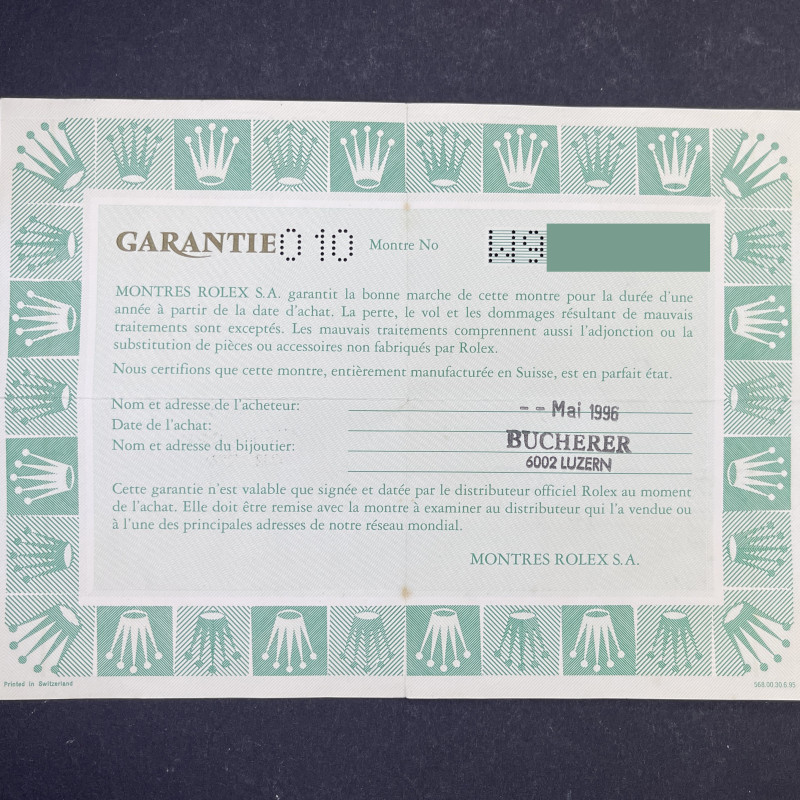 GARANTIE 010 Montre No W9
MONTRES ROLEX S.A. garantit la bonne marche de cette montre pour la durée d'une
année à partir de la date d'achat. La perte, le vol et les dommages résultant de mauvais
traitements sont exceptés. Les mauvais traitements comprennent aussi l'adjonction ou la
substitution de pièces ou accessoires non fabriqués par Rolex.
Nous certifions que cette montre, entièrement manufacturée en Suisse, est en parfait état.
Nom et adresse de l'acheteur:
-- Mai 1996
Date de l'achat:
Nom et adresse du bijoutier:
BUCHERER
6002 LUZERN
Cette garantie n'est valable que signée et datée par le distributeur officiel Rolex au moment
de l'achat. Elle doit être remise avec la montre à examiner au distributeur qui l'a vendue ou
à l'une des principales adresses de notre réseau mondial.
MONTRES ROLEX S.A.
Printed in Switzerland
568.00.30.6.95